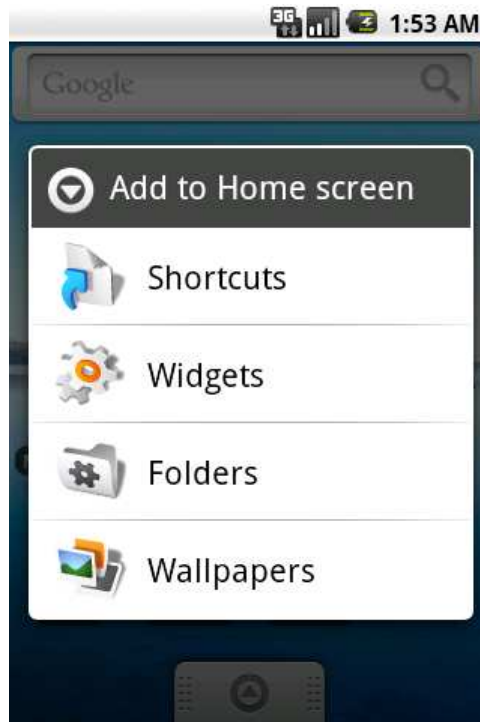 3G 1:53 AM
Google
Add to Home screen
Shortcuts
Widgets
Folders
Wallpapers